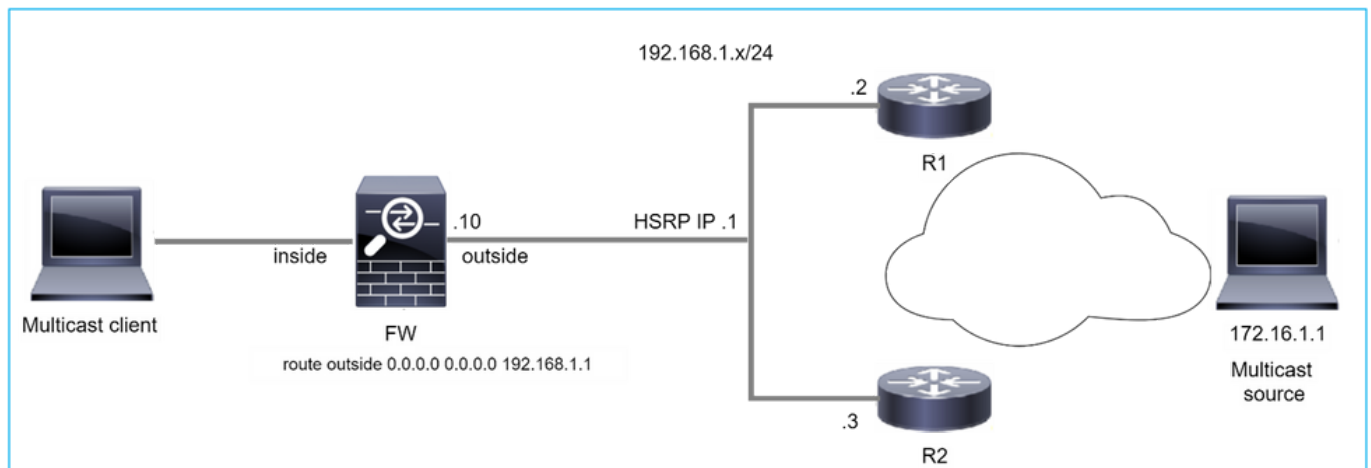 192.168.1.x/24
.2
R1
.10
HSRP IP .1
inside
outside
Multicast client
FW
172.16.1.1
route outside 0.0.0.0 0.0.0.0 192.168.1.1
Multicast
source
.3
R2